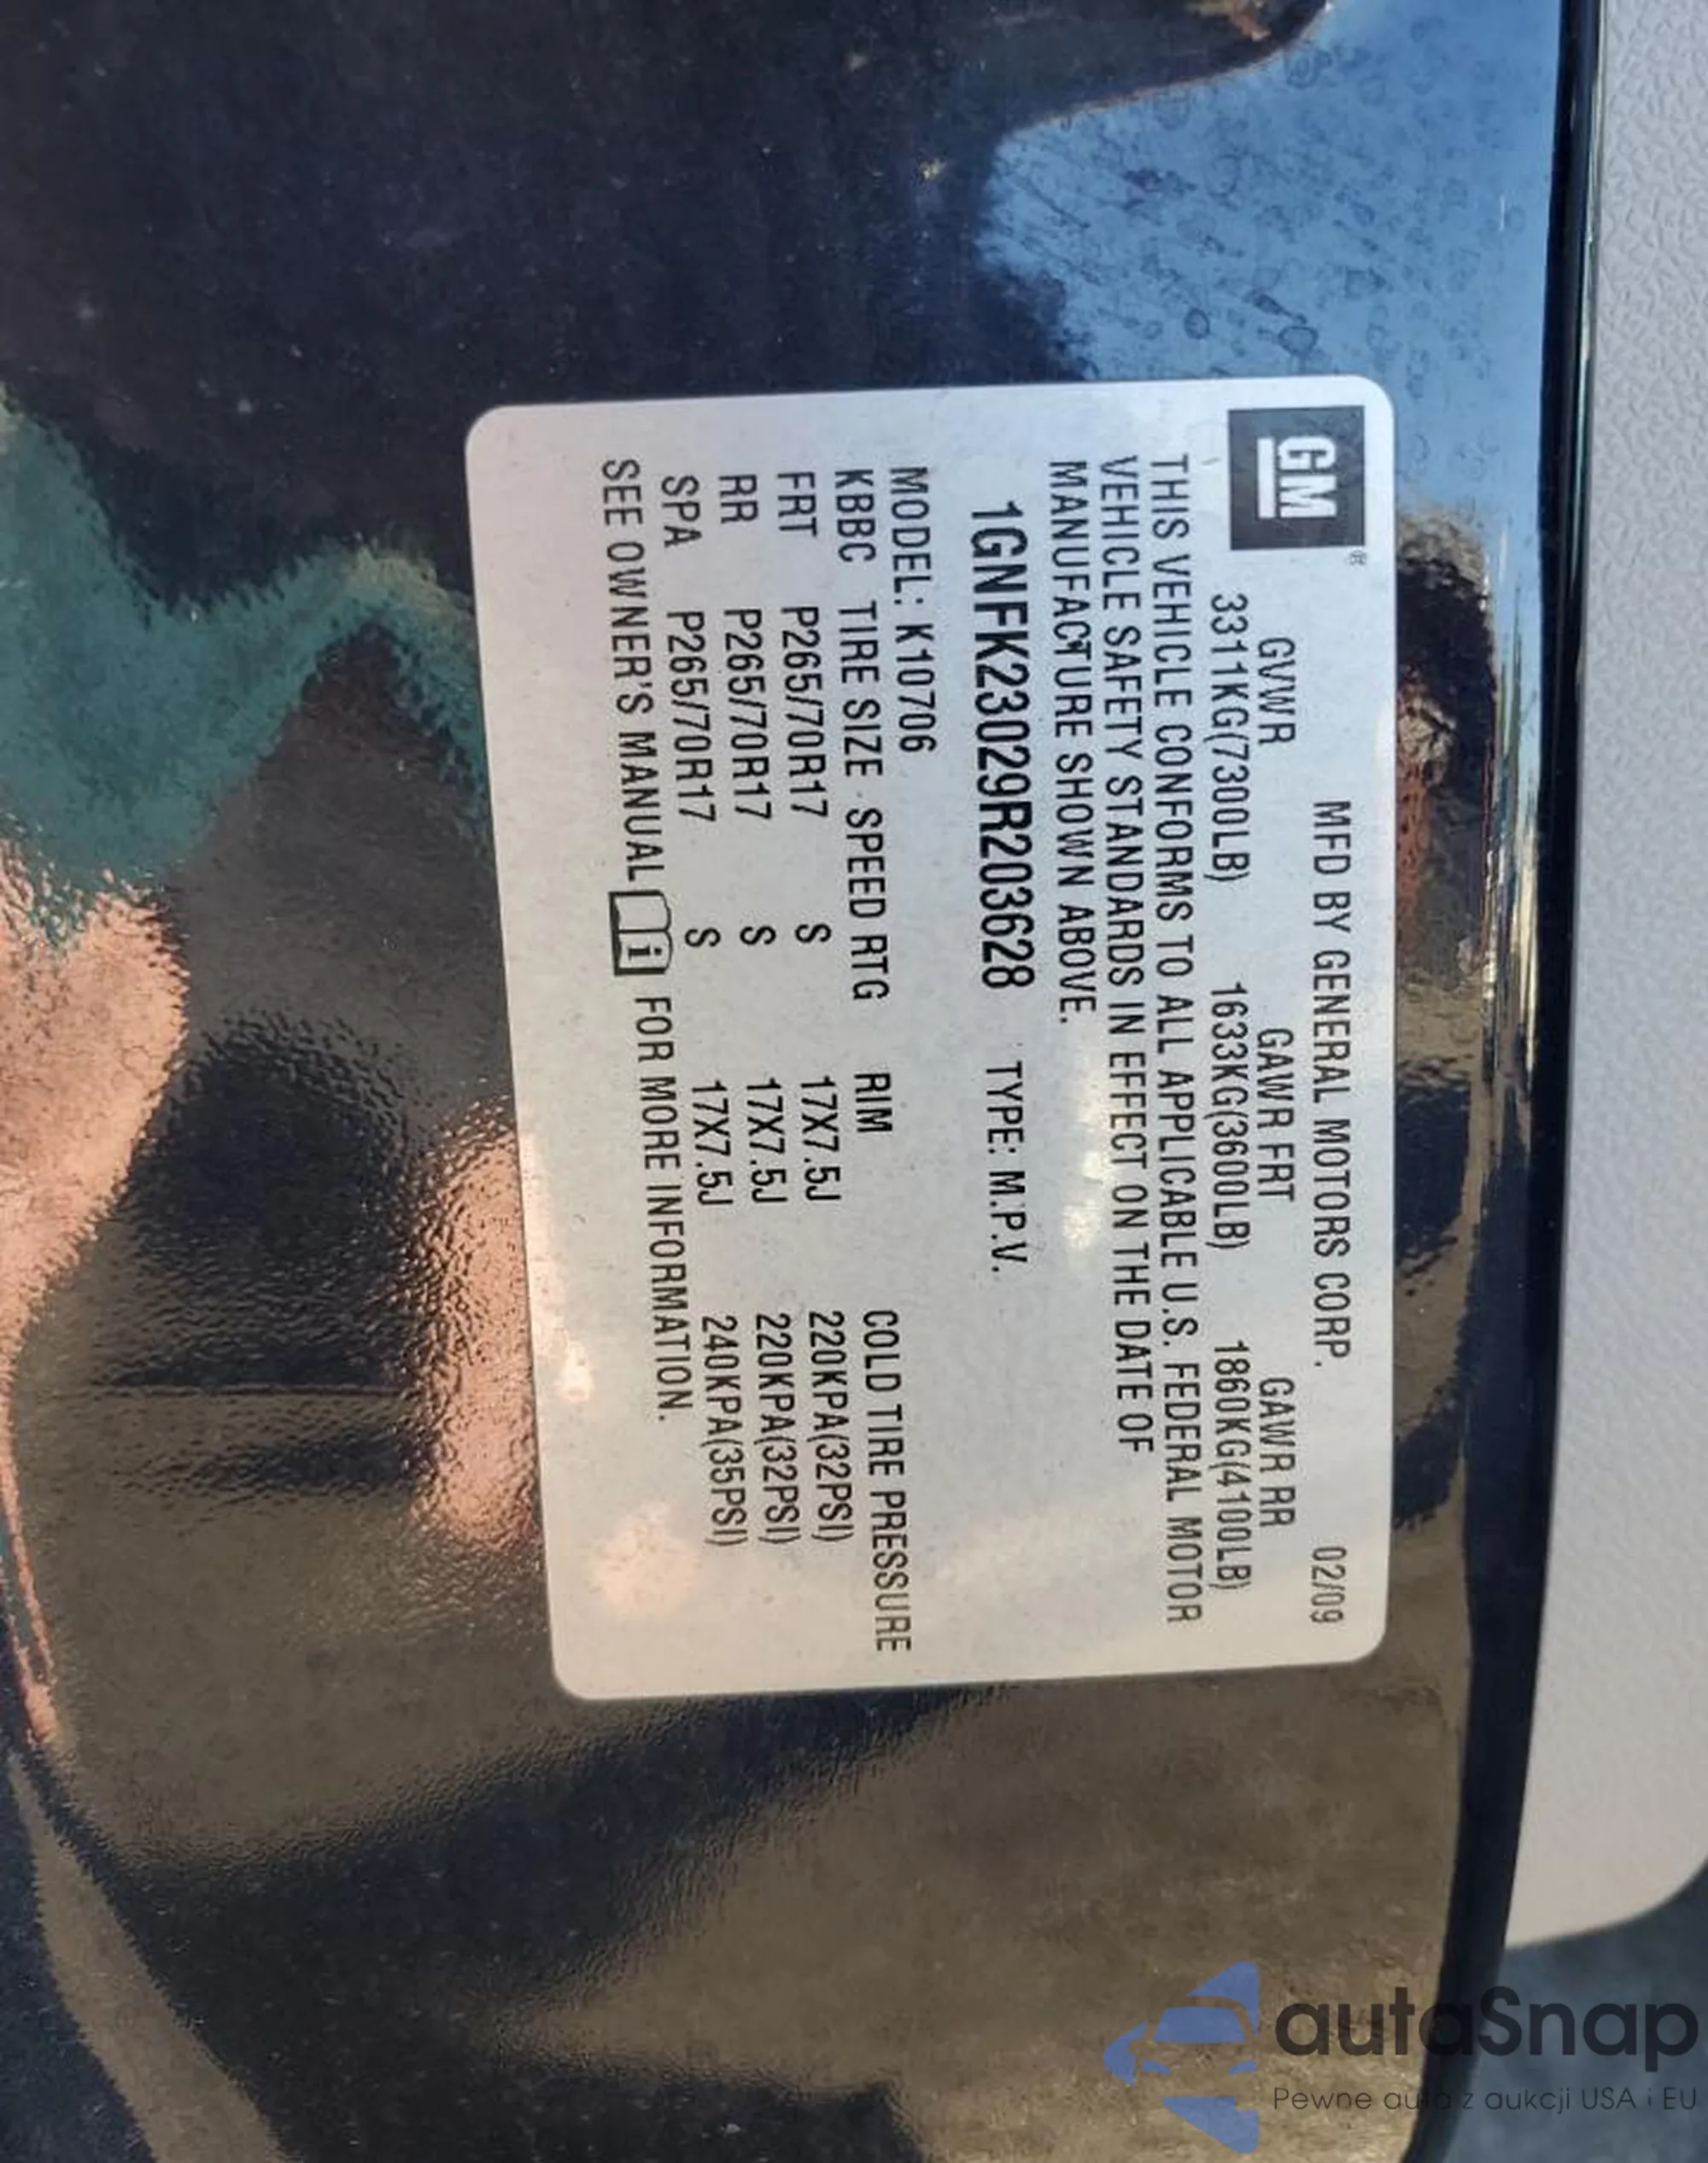 GM®
MFD BY GENERAL MOTORS CORP. 02/09
GVWR GAWR FRT GAWR RR
3311KG(7300LB) 1633KG(3600LB) 1860KG(4100LB)
THIS VEHICLE CONFORMS TO ALL APPLICABLE U.S. FEDERAL MOTOR
VEHICLE SAFETY STANDARDS IN EFFECT ON THE DATE OF
MANUFACTURE SHOWN ABOVE.
1GNFK23029R203628 TYPE: M.P.V.
MODEL: K10706
KBBC TIRE SIZE SPEED RTG RIM COLD TIRE PRESSURE
FRT P265/70R17 S 17X7.5J 220KPA(32PSI)
RR P265/70R17 S 17X7.5J 220KPA(32PSI)
SPA P265/70R17 S 17X7.5J 240KPA(35PSI)
SEE OWNER'S MANUAL i FOR MORE INFORMATION.
autaSnap
Pewne auta z aukcji USA i EU